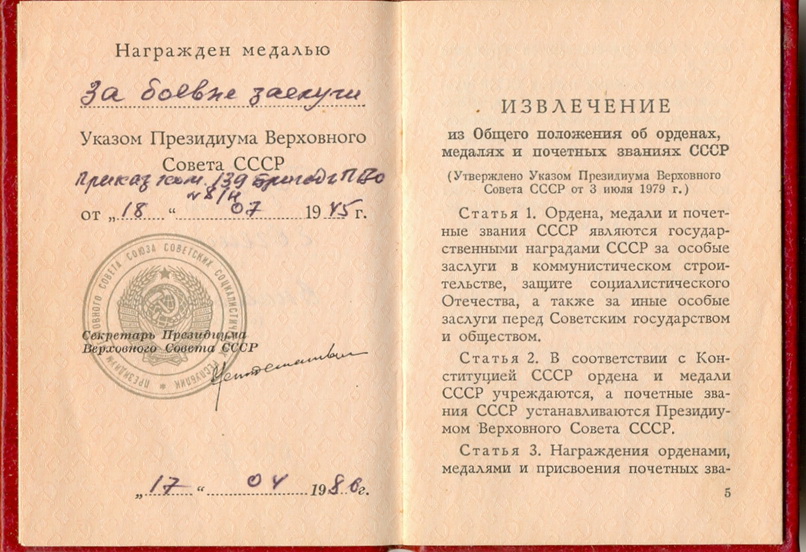 Награжден медалью
За боевые заслуги
Указом Президиума Верховного
Совета СССР
Приказ ком. 139 бригады ПВО
№ 8/н
от „18“ 07 1945 г.
Секретарь Президиума
Верховного Совета СССР
„17“ 04 1986г.
ИЗВЛЕЧЕНИЕ
из Общего положения об орденах,
медалях и почетных званиях СССР
(Утверждено Указом Президиума Верховного
Совета СССР от 3 июля 1979 г.)
Статья 1. Ордена, медали и почет-
ные звания СССР являются государ-
ственными наградами СССР за особые
заслуги в коммунистическом строи-
тельстве, защите социалистического
Отечества, а также за иные особые
заслуги перед Советским государством
и обществом.
Статья 2. В соответствии с Кон-
ституцией СССР ордена и медали
СССР учреждаются, а почетные зва-
ния СССР устанавливаются Президиу-
мом Верховного Совета СССР.
Статья 3. Награждения орденами,
медалями и присвоения почетных зва-
5